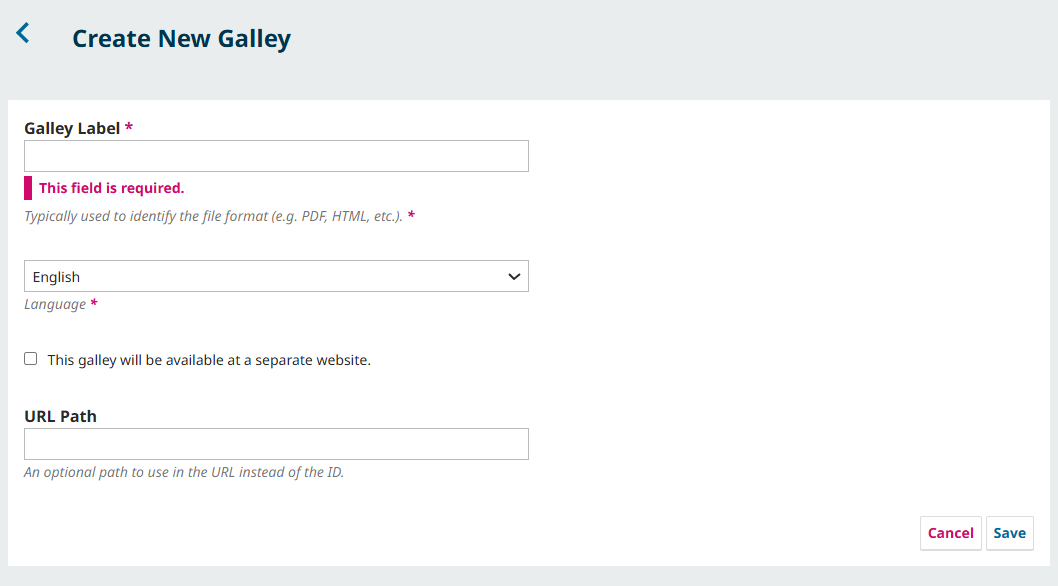 Create New Galley
Galley Label *
This field is required.
Typically used to identify the file format (e.g. PDF, HTML, etc.). *
English
Language *
This galley will be available at a separate website.
URL Path
An optional path to use in the URL instead of the ID.
Cancel Save